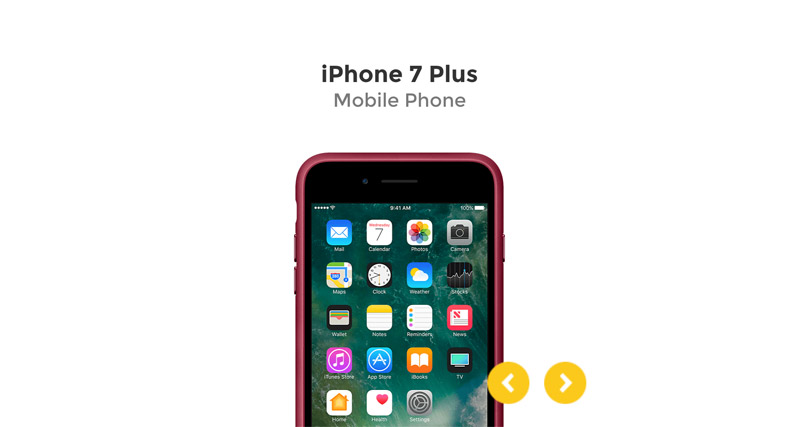 iPhone 7 Plus
Mobile Phone
9:41 AM 100%
Wednesday
7
Mail Calendar Photos Camera
Maps Clock Weather Stocks
Wallet Notes Reminders News
iTunes Store App Store iBooks TV
Home Health Settings